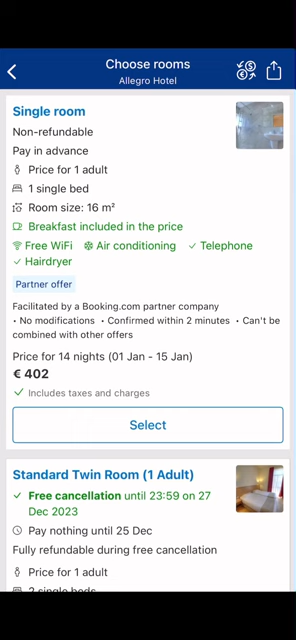 Choose rooms
Allegro Hotel
Single room
Non-refundable
Pay in advance
Price for 1 adult
1 single bed
Room size: 16 m²
Breakfast included in the price
Free WiFi Air conditioning ✓ Telephone
✓ Hairdryer
Partner offer
Facilitated by a Booking.com partner company
• No modifications • Confirmed within 2 minutes • Can't be
combined with other offers
Price for 14 nights (01 Jan - 15 Jan)
€ 402
✓ Includes taxes and charges
Select
Standard Twin Room (1 Adult)
✓ Free cancellation until 23:59 on 27
Dec 2023
Pay nothing until 25 Dec
Fully refundable during free cancellation
Price for 1 adult
2 single beds